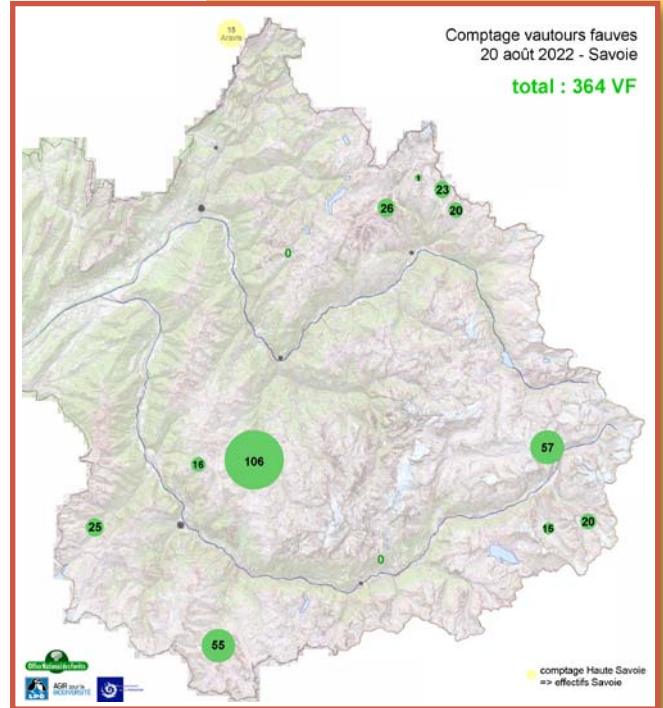 15
Aravis
Comptage vautours fauves
20 août 2022 - Savoie
total : 364 VF
1
23
26
20
0
57
106
16
25
15
20
0
55
Office National des Forêts
LPO
AGIR pour la
BIODIVERSITÉ
comptage Haute Savoie
=> effectifs Savoie